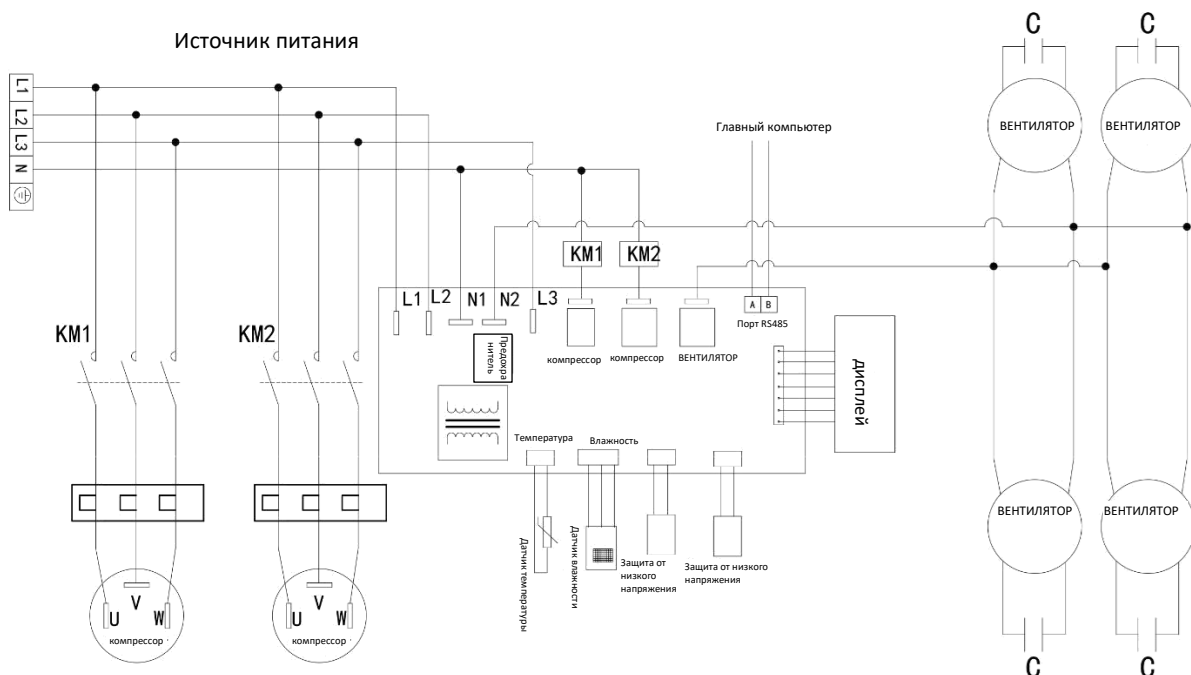 Источник питания
L1
L2
L3
N
C
C
ВЕНТИЛЯТОР
ВЕНТИЛЯТОР
Главный компьютер
KM1
KM2
L1
L2
N1
N2
L3
A
B
Порт RS485
KM1
KM2
Предохра
нитель
компрессор
компрессор
ВЕНТИЛЯТОР
дисплей
Температура
Влажность
Датчик температуры
Датчик влажности
Защита от
низкого
напряжения
Защита от низкого
напряжения
ВЕНТИЛЯТОР
ВЕНТИЛЯТОР
U
V
W
компрессор
U
V
W
компрессор
C
C